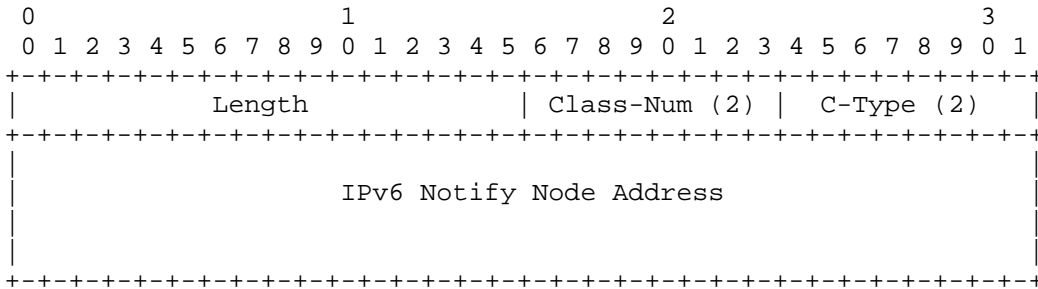 0                   1                   2                   3
 0 1 2 3 4 5 6 7 8 9 0 1 2 3 4 5 6 7 8 9 0 1 2 3 4 5 6 7 8 9 0 1
+-+-+-+-+-+-+-+-+-+-+-+-+-+-+-+-+-+-+-+-+-+-+-+-+-+-+-+-+-+-+-+-+
|            Length             | Class-Num (2) |  C-Type (2)   |
+-+-+-+-+-+-+-+-+-+-+-+-+-+-+-+-+-+-+-+-+-+-+-+-+-+-+-+-+-+-+-+-+
|                                                               |
|                    IPv6 Notify Node Address                   |
|                                                               |
|                                                               |
+-+-+-+-+-+-+-+-+-+-+-+-+-+-+-+-+-+-+-+-+-+-+-+-+-+-+-+-+-+-+-+-+